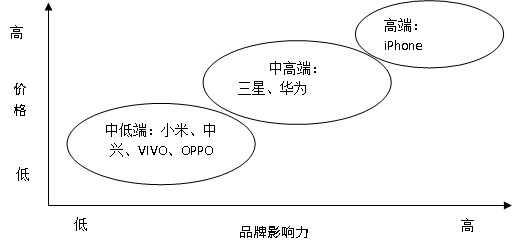 高
高端：
iPhone
中高端：
三星、华为
价
格
中低端：小米、中
兴、VIVO、OPPO
低
低
品牌影响力
高